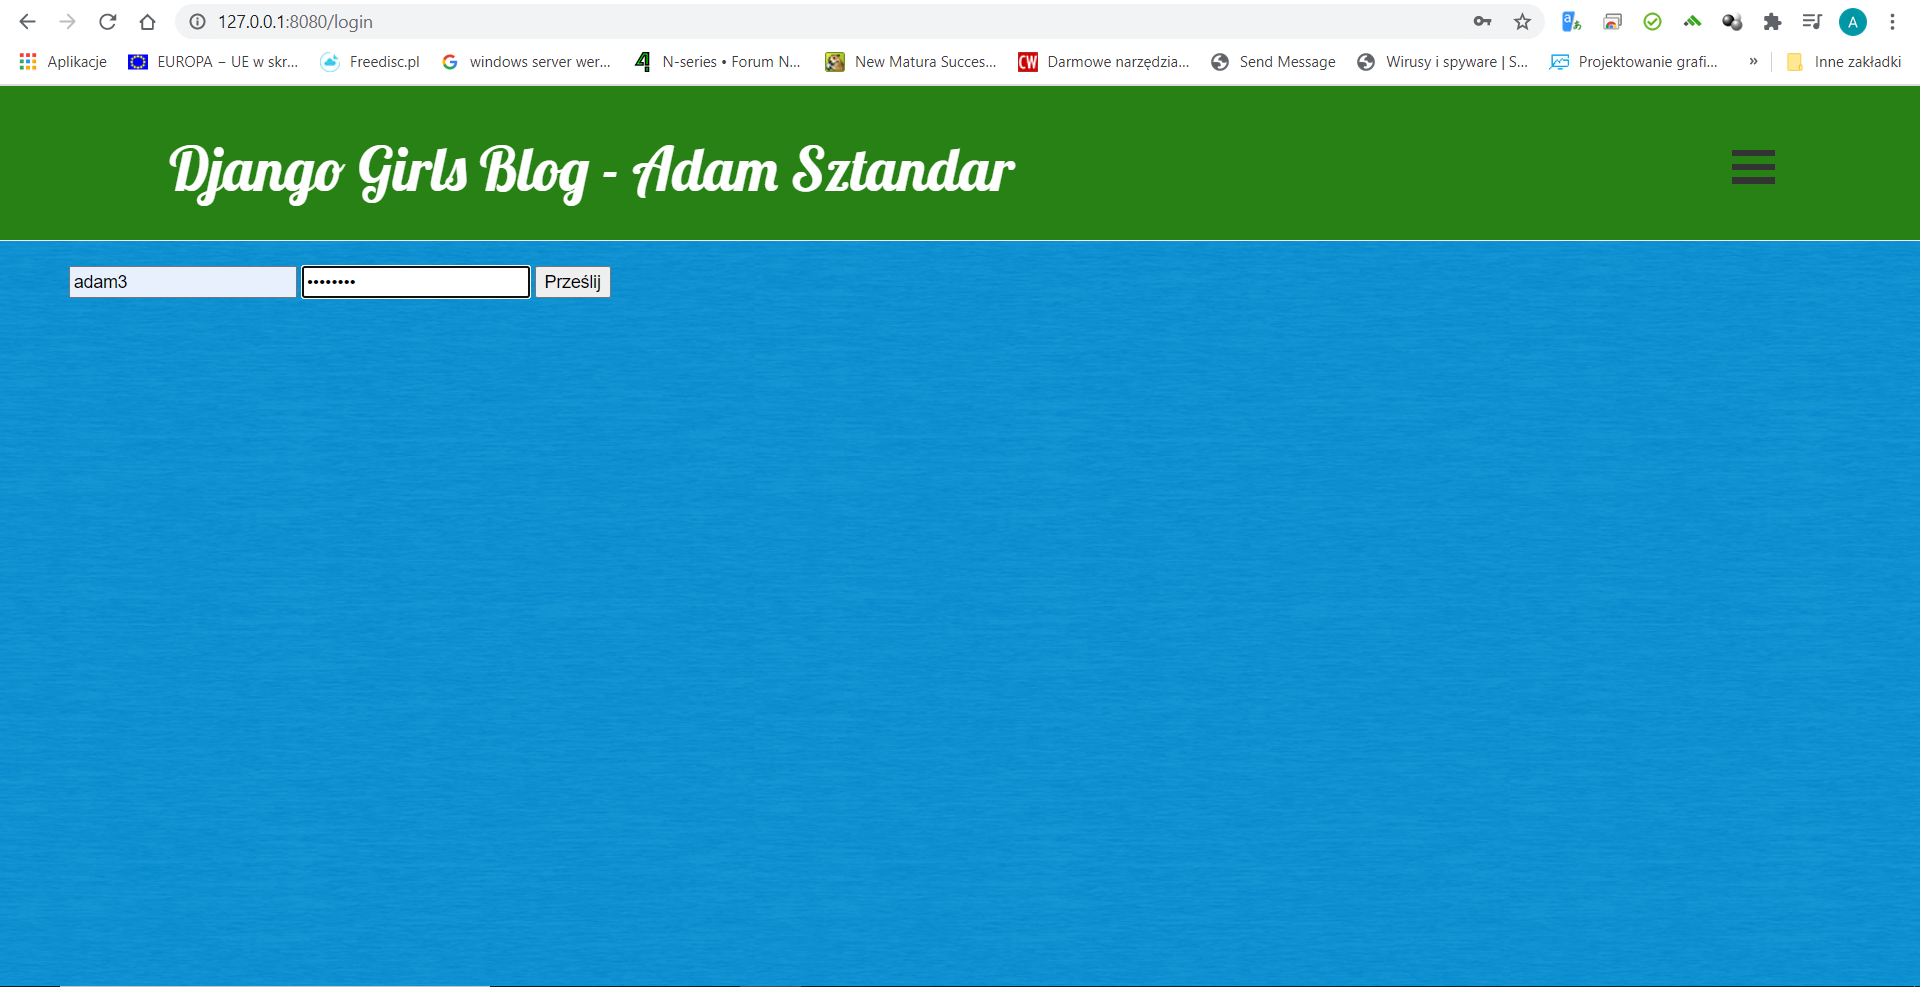 127.0.0.1:8080/login
A
Aplikacje EUROPA – UE w skr... Freedisc.pl windows server wer... N-series • Forum N... New Matura Succes... CW Darmowe narzędzia... Send Message Wirusy i spyware | S... Projektowanie grafi... » Inne zakładki
Django Girls Blog - Adam Sztandar
adam3 •••••••• Prześlij